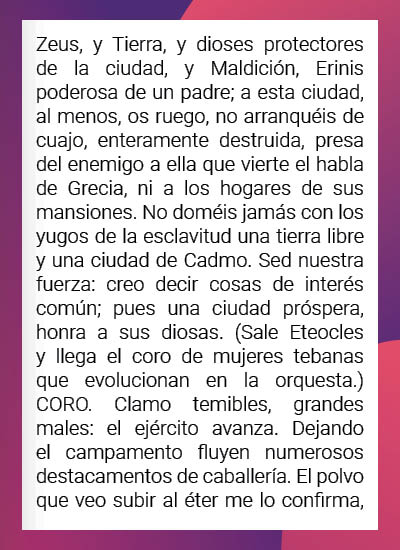 Zeus, y Tierra, y dioses protectores
de la ciudad, y Maldición, Erinis
poderosa de un padre; a esta ciudad,
al menos, os ruego, no arranquéis de
cuajo, enteramente destruida, presa
del enemigo a ella que vierte el habla
de Grecia, ni a los hogares de sus
mansiones. No doméis jamás con los
yugos de la esclavitud una tierra libre
y una ciudad de Cadmo. Sed nuestra
fuerza: creo decir cosas de interés
común; pues una ciudad próspera,
honra a sus diosas. (Sale Eteocles
y llega el coro de mujeres tebanas
que evolucionan en la orquesta.)
CORO. Clamo temibles, grandes
males: el ejército avanza. Dejando
el campamento fluyen numerosos
destacamentos de caballería. El polvo
que veo subir al éter me lo confirma,